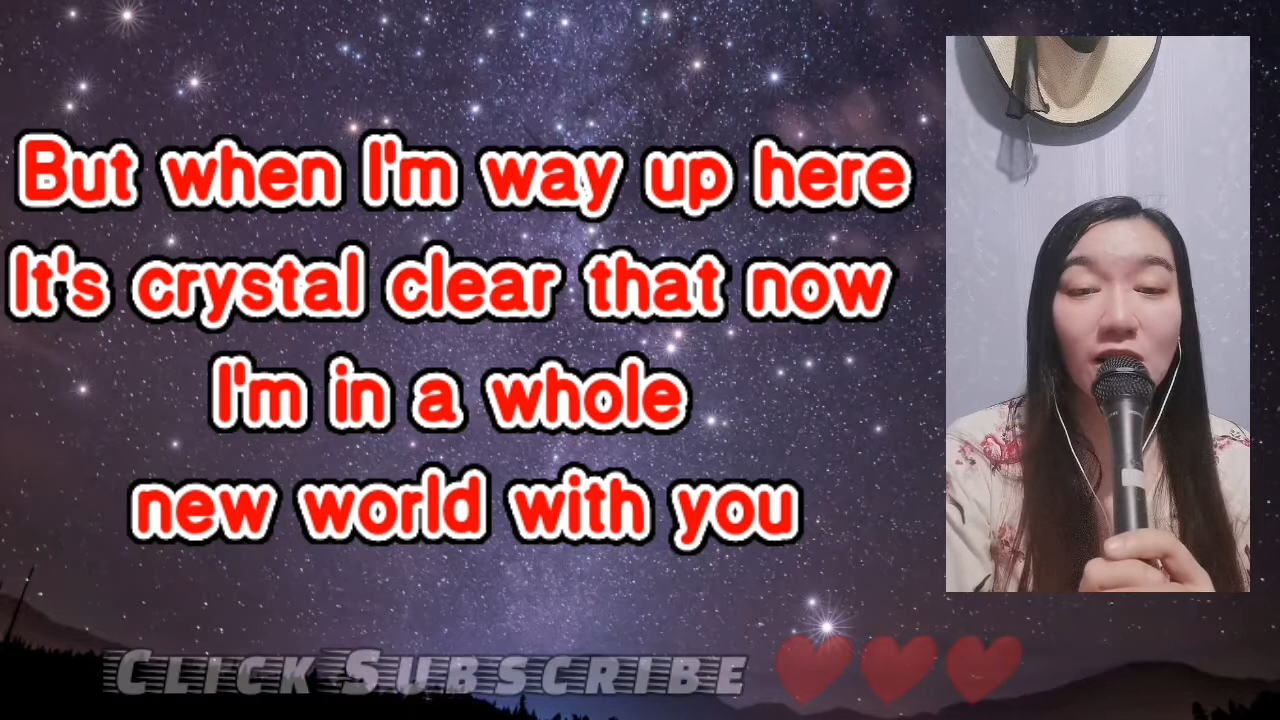 But when I'm way up here
It's crystal clear that now
I'm in a whole
new world with you
CLICK SUBSCRIBE